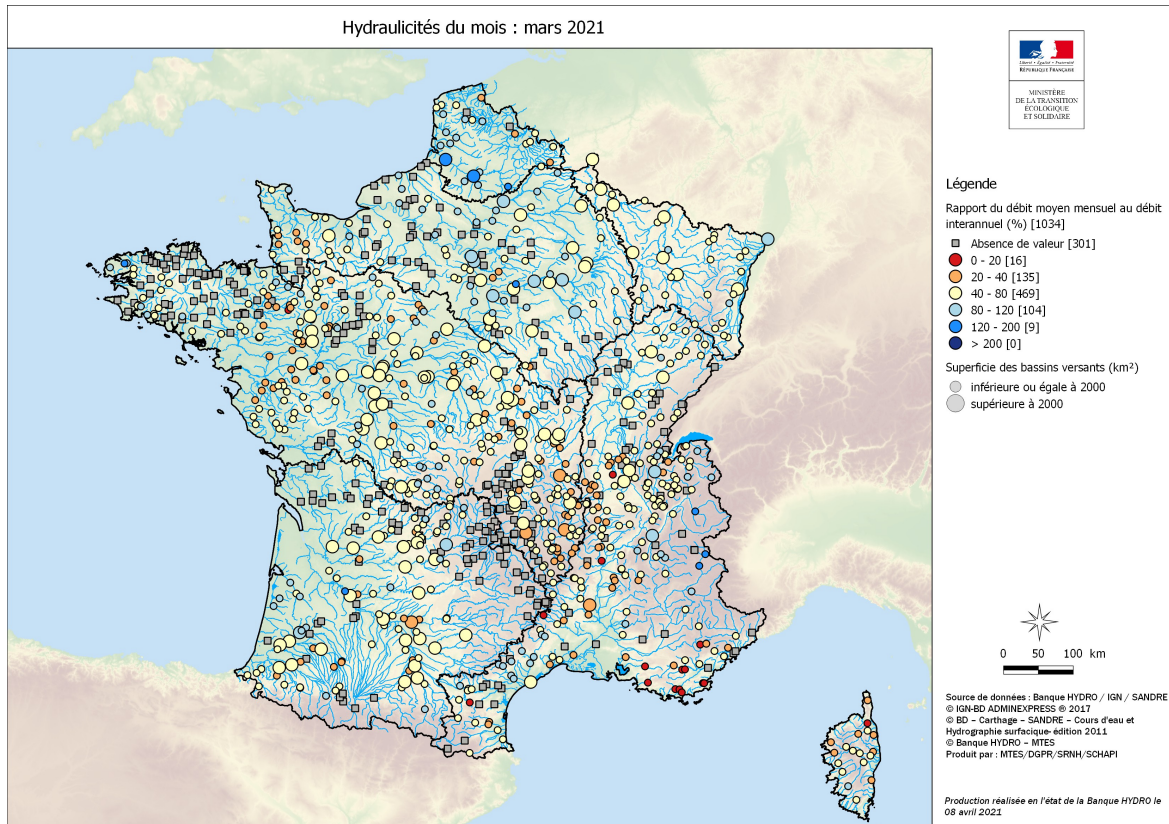 Hydraulicités du mois : mars 2021
Liberté • Égalité • Fraternité
RÉPUBLIQUE FRANÇAISE
MINISTÈRE
DE LA TRANSITION
ÉCOLOGIQUE
ET SOLIDAIRE
Légende
Rapport du débit moyen mensuel au débit
interannuel (%) [1034]
Absence de valeur [301]
0 - 20 [16]
20 - 40 [135]
40 - 80 [469]
80 - 120 [104]
120 - 200 [9]
> 200 [0]
Superficie des bassins versants (km²)
inférieure ou égale à 2000
supérieure à 2000
0 50 100 km
Source de données : Banque HYDRO / IGN / SANDRE
© IGN-BD ADMINEXPRESS ® 2017
© BD – Carthage – SANDRE – Cours d'eau et
Hydrographie surfacique- édition 2011
© Banque HYDRO – MTES
Produit par : MTES/DGPR/SRNH/SCHAPI
Production réalisée en l'état de la Banque HYDRO le
08 avril 2021